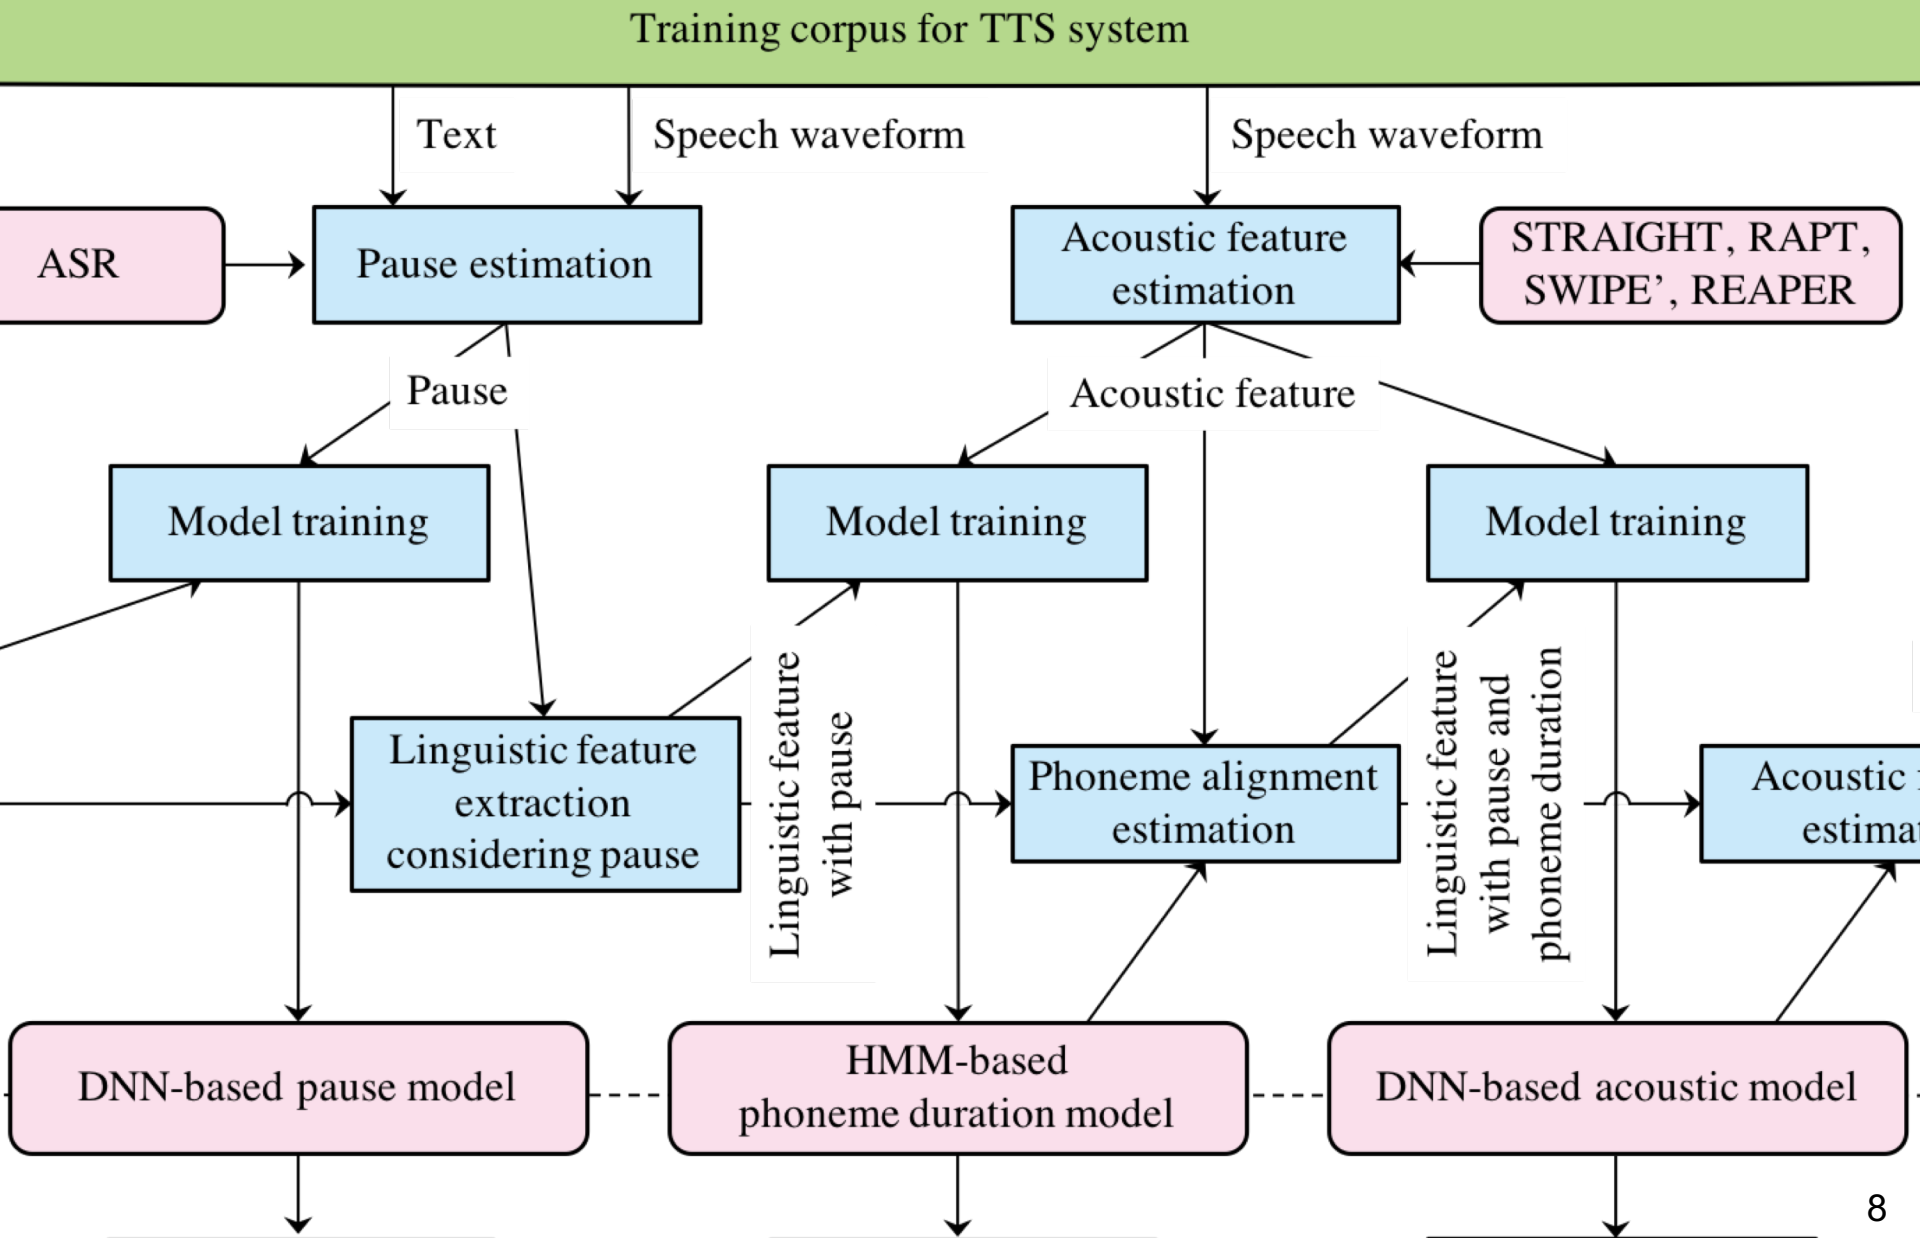 Training corpus for TTS system
Text
Speech waveform
Speech waveform
ASR
Pause estimation
Acoustic feature
estimation
STRAIGHT, RAPT,
SWIPE’, REAPER
Pause
Acoustic feature
Model training
Model training
Model training
Linguistic feature
extraction
considering pause
Linguistic feature
with pause
Phoneme alignment
estimation
Linguistic feature
with pause and
phoneme duration
Acoustic
DNN-based pause model
HMM-based
phoneme duration model
DNN-based acoustic model
8